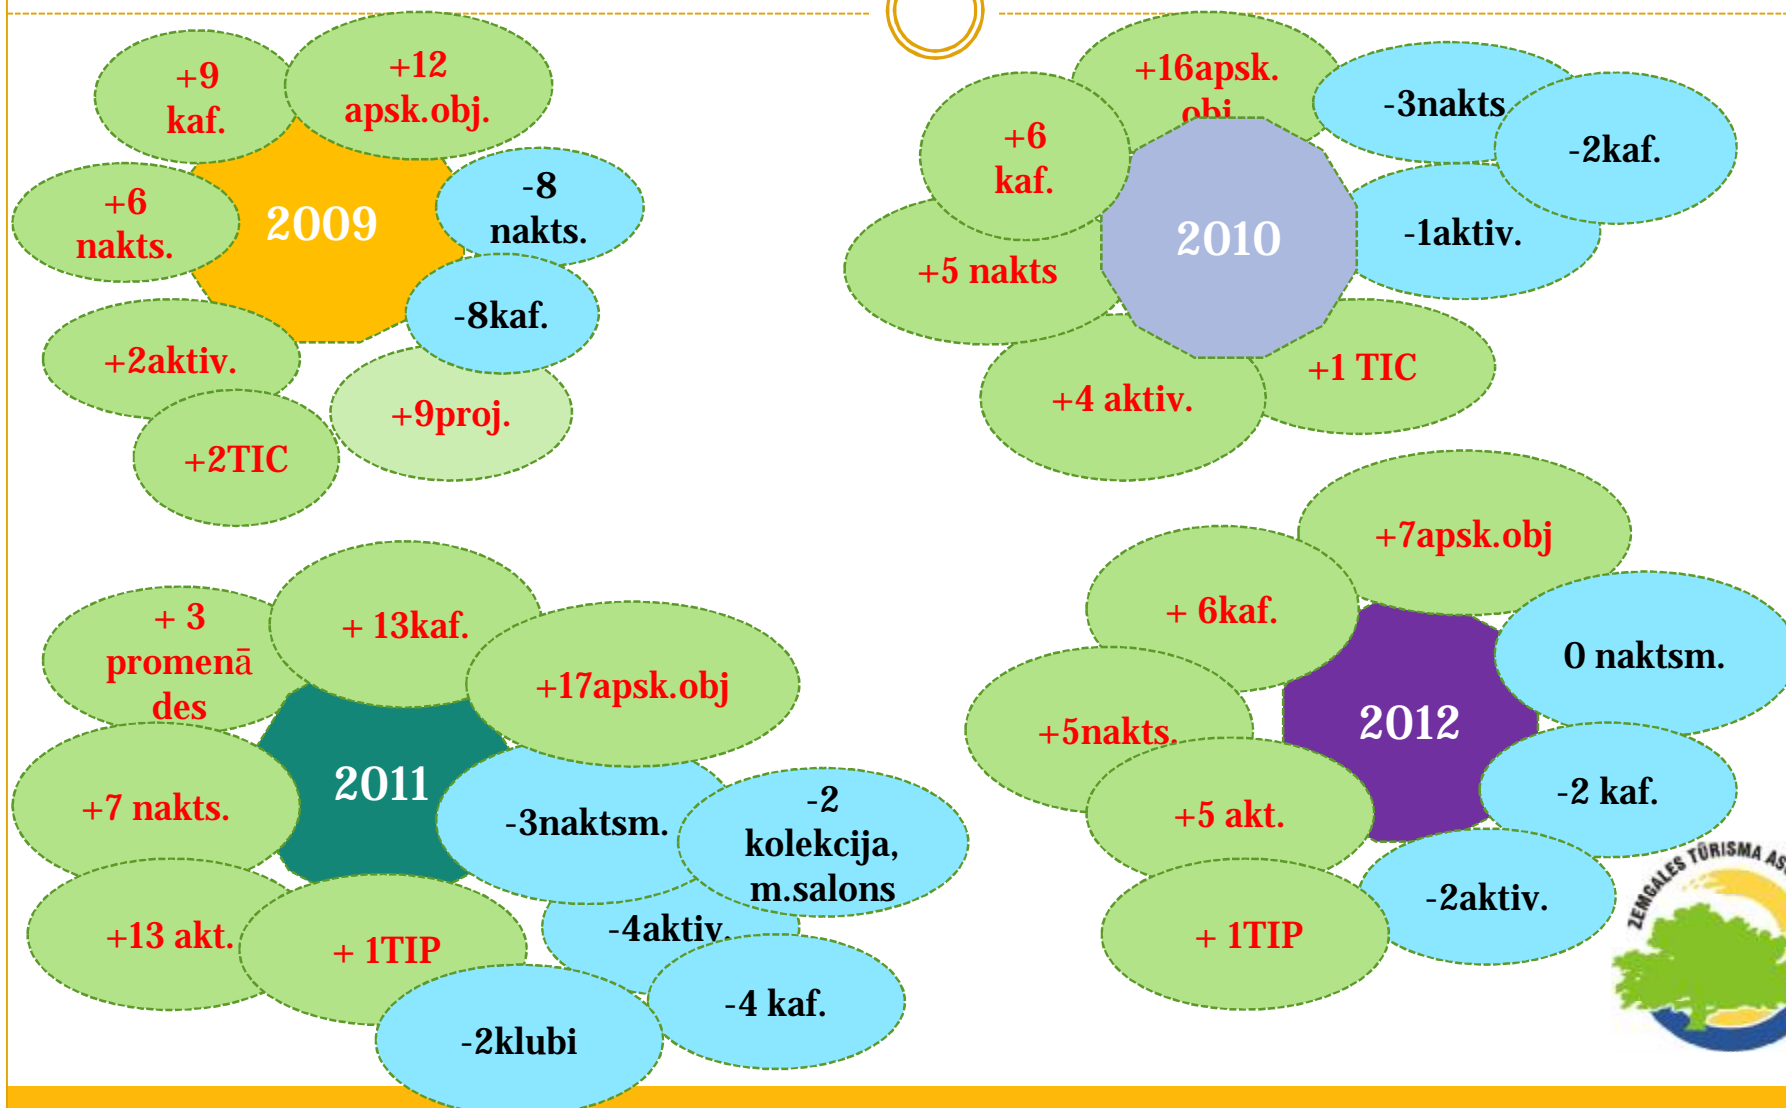 +9
kaf.
+12
apsk.obj.
+6
nakts.
2009
-8
nakts.
-8kaf.
+2aktiv.
+9proj.
+2TIC
+16apsk.
obj
-3nakts
-2kaf.
+6
kaf.
2010
-1aktiv.
+5 nakts
+4 aktiv.
+1 TIC
+ 3
promenā
des
+ 13kaf.
+17apsk.obj
2011
+7 nakts.
-3naktsm.
-2
kolekcija,
m.salons
+13 akt.
+ 1TIP
-4aktiv.
-4 kaf.
-2klubi
+7apsk.obj
+ 6kaf.
0 naktsm.
+5nakts.
2012
-2 kaf.
+5 akt.
-2aktiv.
+ 1TIP
ZEMGALES TŪRISMA